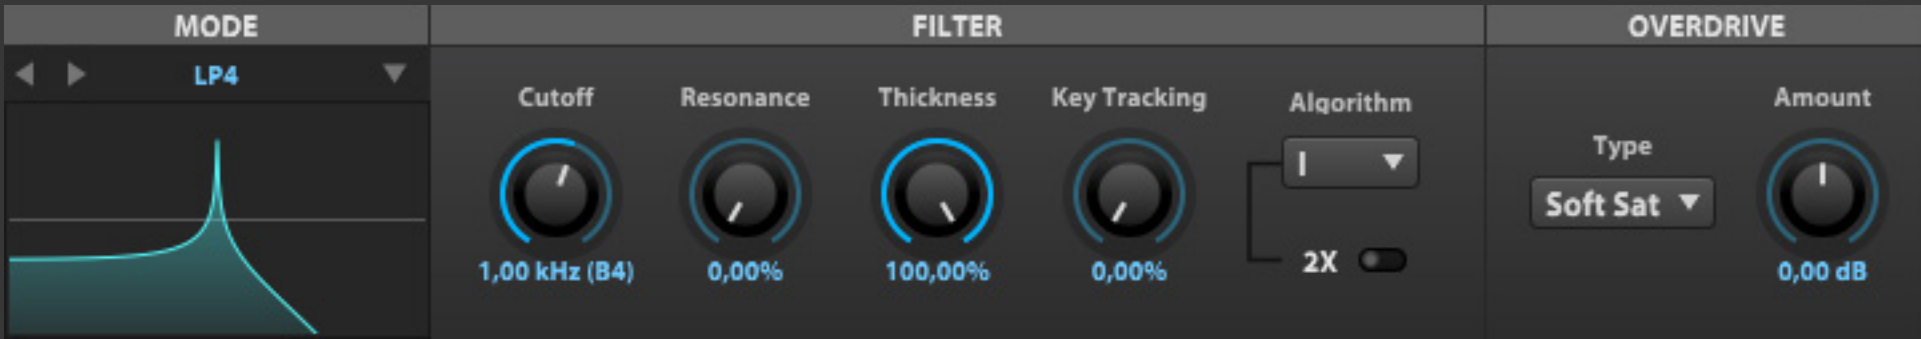 MODE
FILTER
OVERDRIVE
LP4
Cutoff
Resonance
Thickness
Key Tracking
Algorithm
Amount
Type
I
Soft Sat
2X
1,00 kHz (B4)
0,00%
100,00%
0,00%
0,00 dB